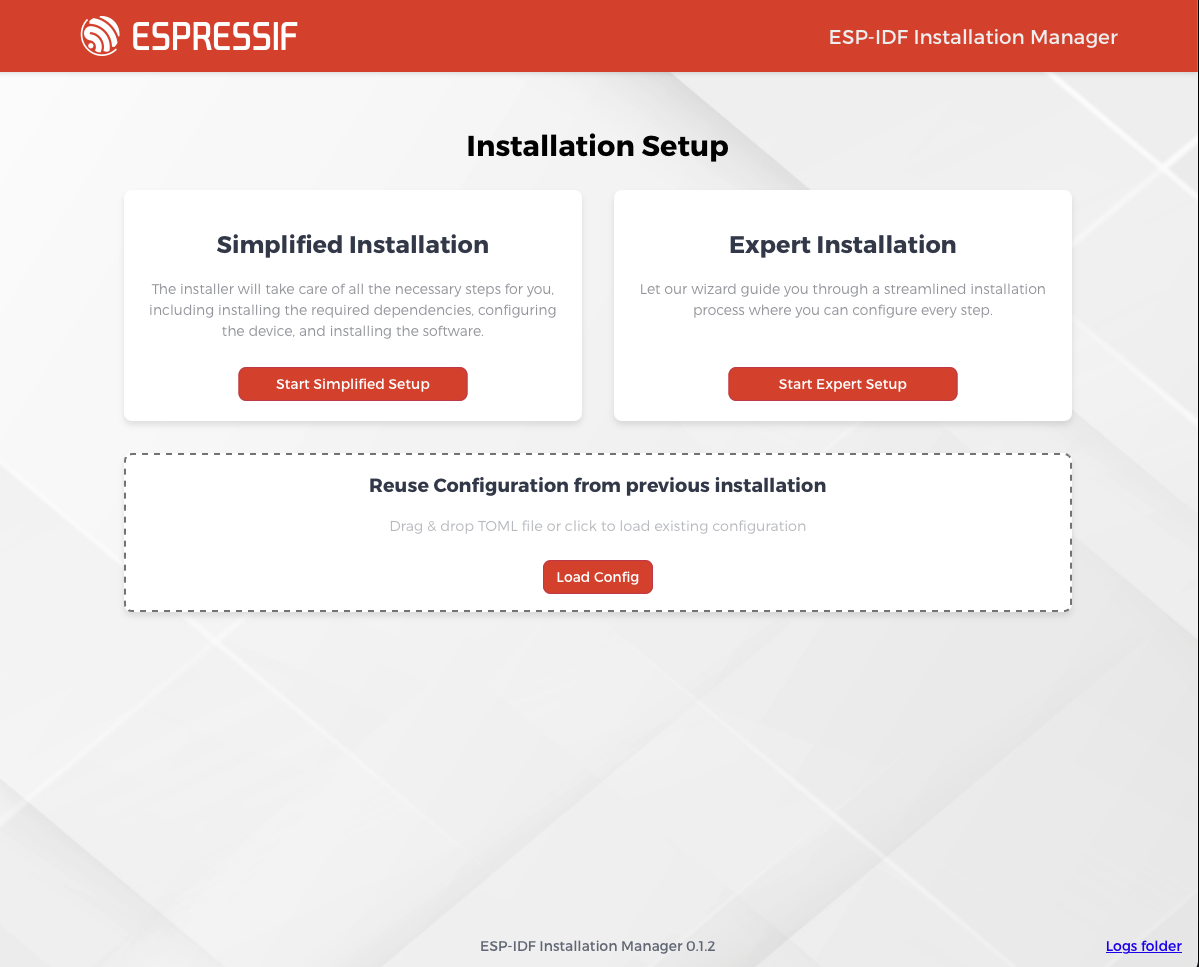 ESPRESSIF
ESP-IDF Installation Manager
Installation Setup
Simplified Installation
The installer will take care of all the necessary steps for you,
including installing the required dependencies, configuring
the device, and installing the software.
Start Simplified Setup
Expert Installation
Let our wizard guide you through a streamlined installation
process where you can configure every step.
Start Expert Setup
Reuse Configuration from previous installation
Drag & drop TOML file or click to load existing configuration
Load Config
ESP-IDF Installation Manager 0.1.2
Logs folder